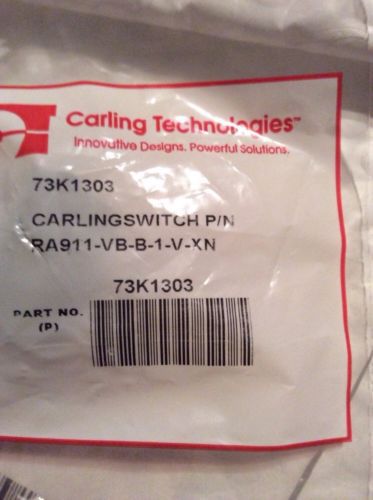 Carling Technologies™
Innovative Designs. Powerful Solutions.
73K1303
CARLINGSWITCH P/N
RA911-VB-B-1-V-XN
73K1303
PART NO.
(P)